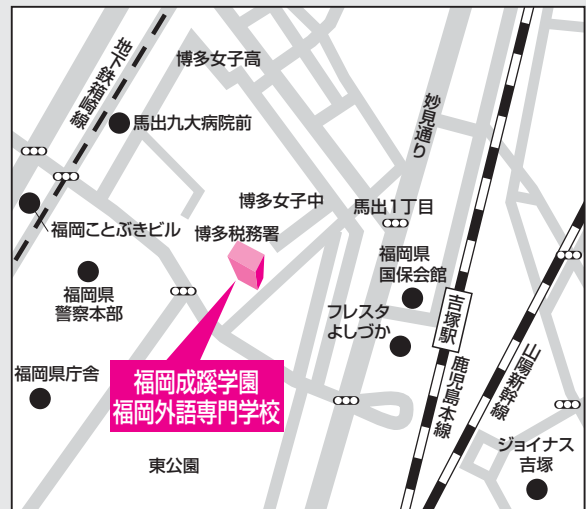 博多女子高
地下鉄箱崎線
馬出九大病院前
妙見通り
博多女子中
馬出1丁目
福岡ことぶきビル
博多税務署
福岡県
国保会館
福岡県
警察本部
フレスタ
よしづか
吉塚駅
鹿児島本線
山陽新幹線
福岡県庁舎
福岡成蹊学園
福岡外語専門学校
東公園
ジョイナス
吉塚